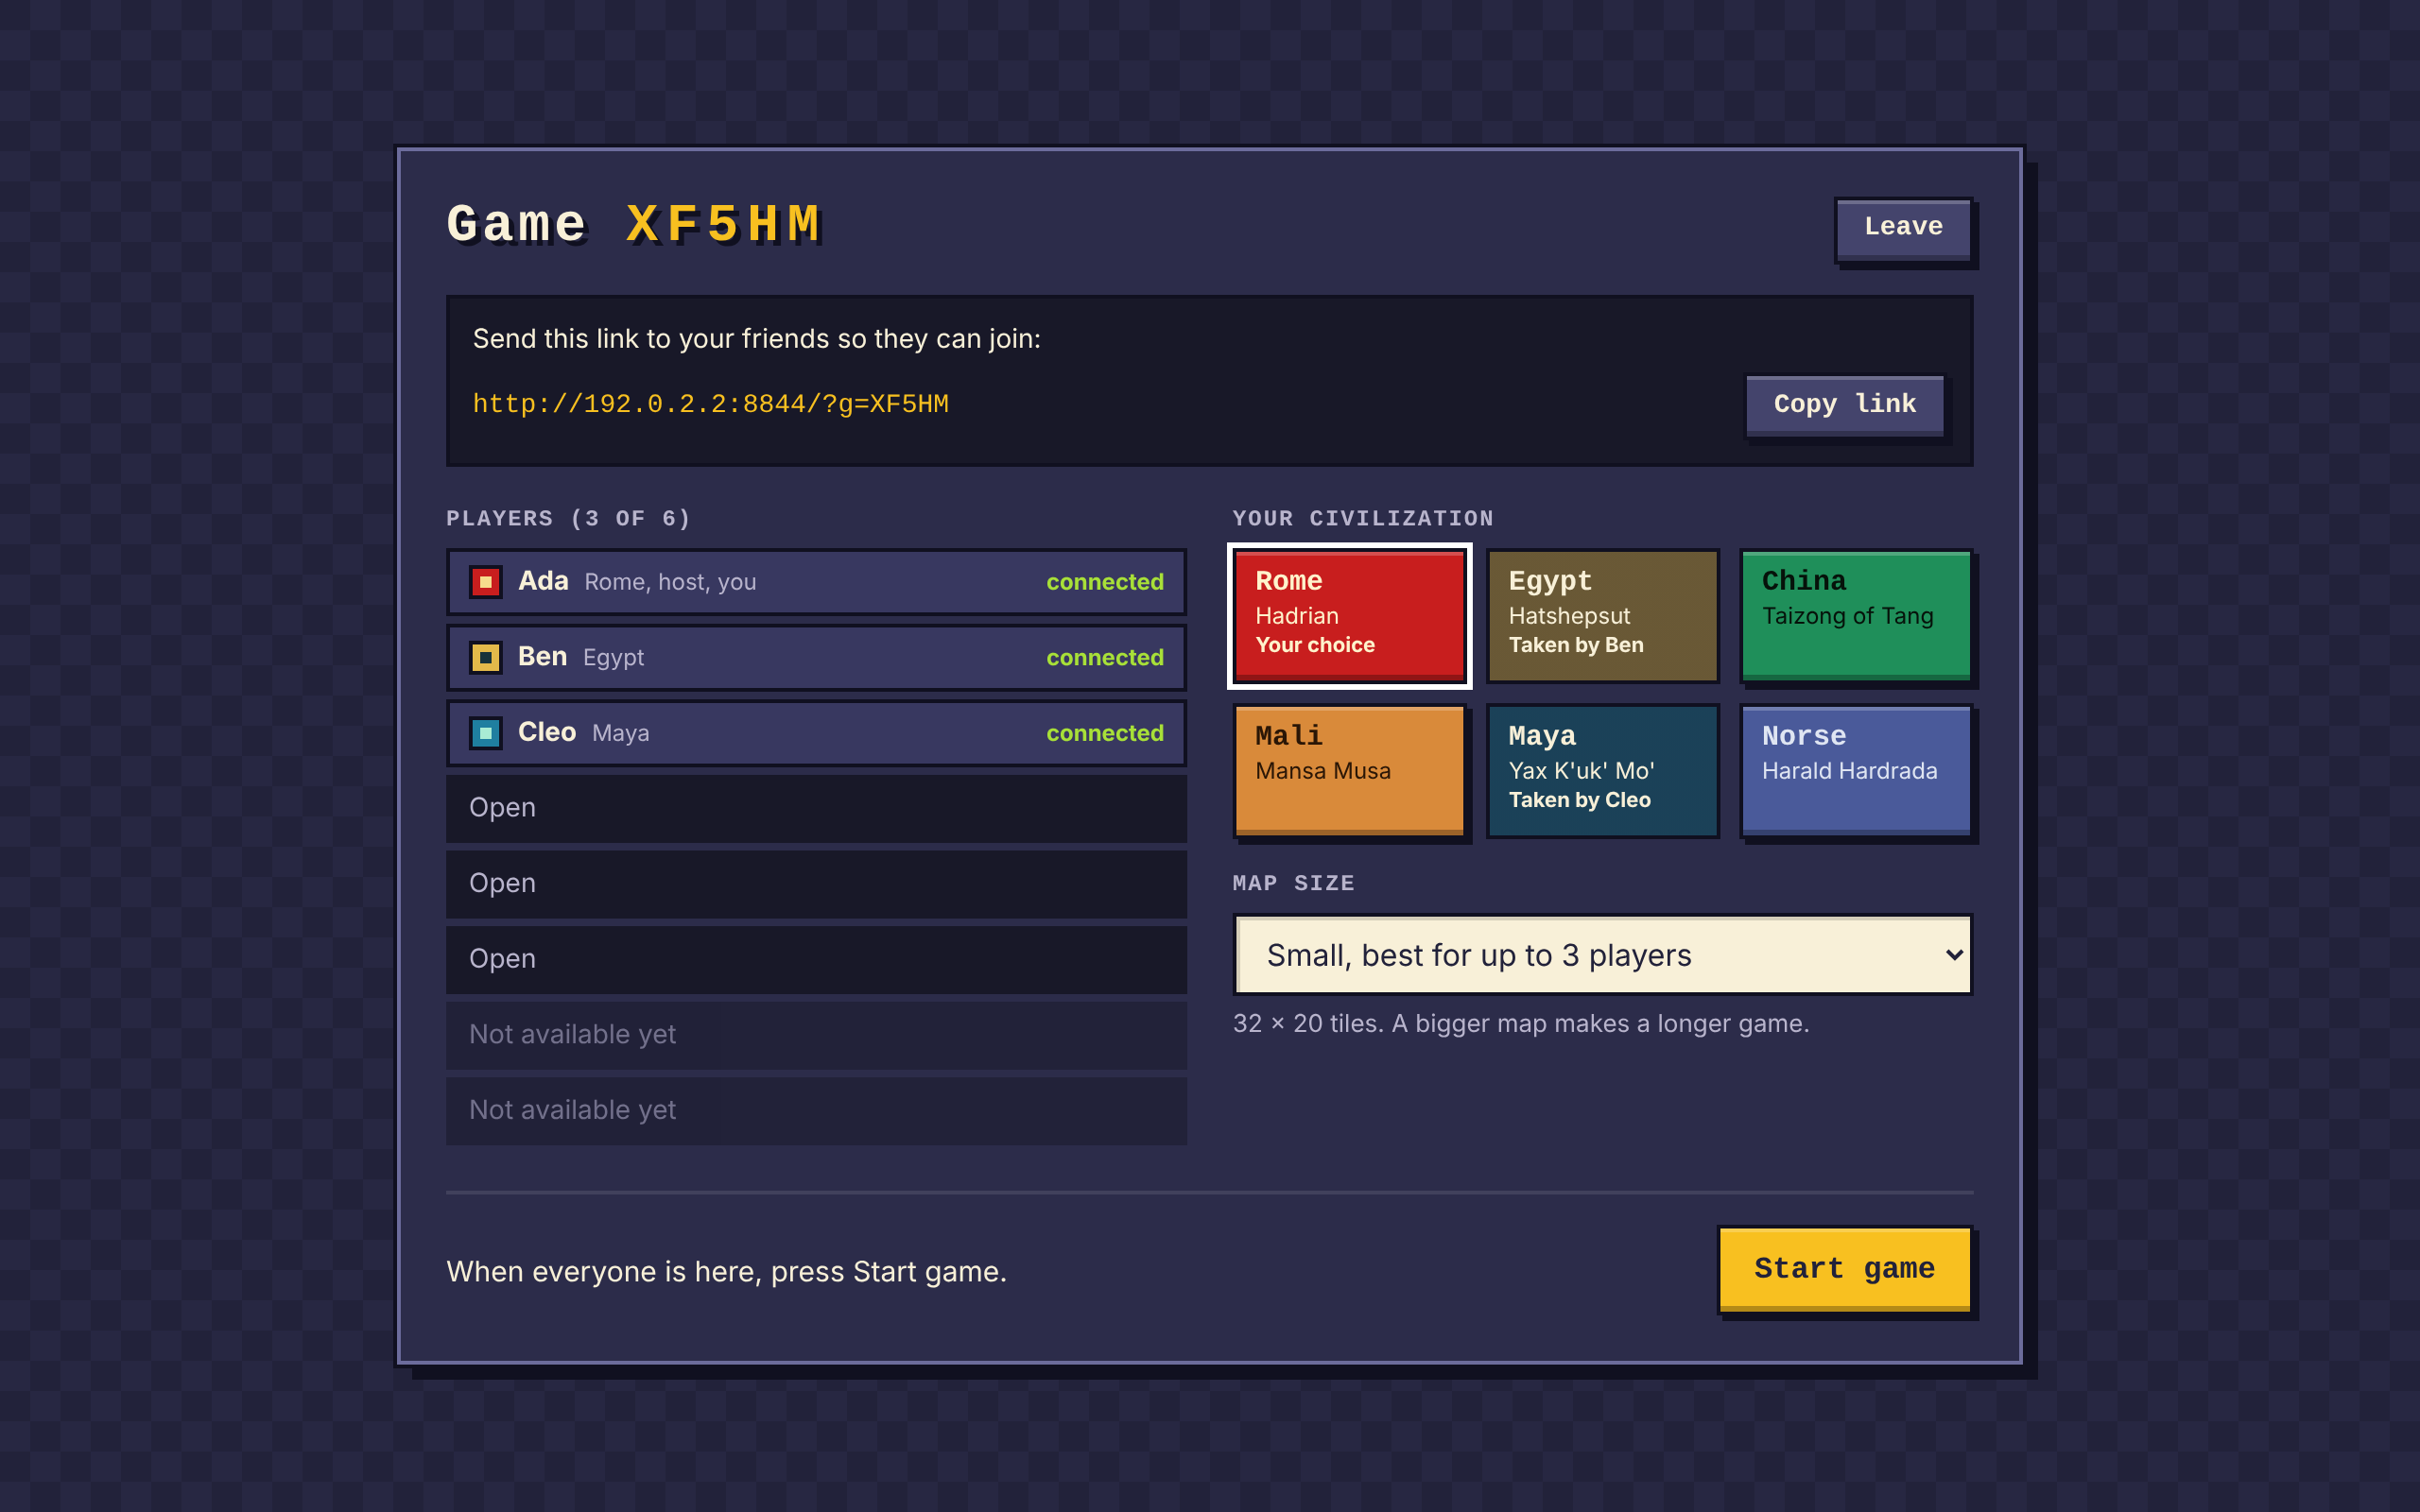 Game XF5HM
Leave
Send this link to your friends so they can join:
http://192.0.2.2:8844/?g=XF5HM
Copy link
PLAYERS (3 OF 6)
Ada Rome, host, you connected
Ben Egypt connected
Cleo Maya connected
Open
Open
Open
Not available yet
Not available yet
YOUR CIVILIZATION
Rome
Hadrian
Your choice
Egypt
Hatshepsut
Taken by Ben
China
Taizong of Tang
Mali
Mansa Musa
Maya
Yax K'uk' Mo'
Taken by Cleo
Norse
Harald Hardrada
MAP SIZE
Small, best for up to 3 players
32 × 20 tiles. A bigger map makes a longer game.
When everyone is here, press Start game.
Start game